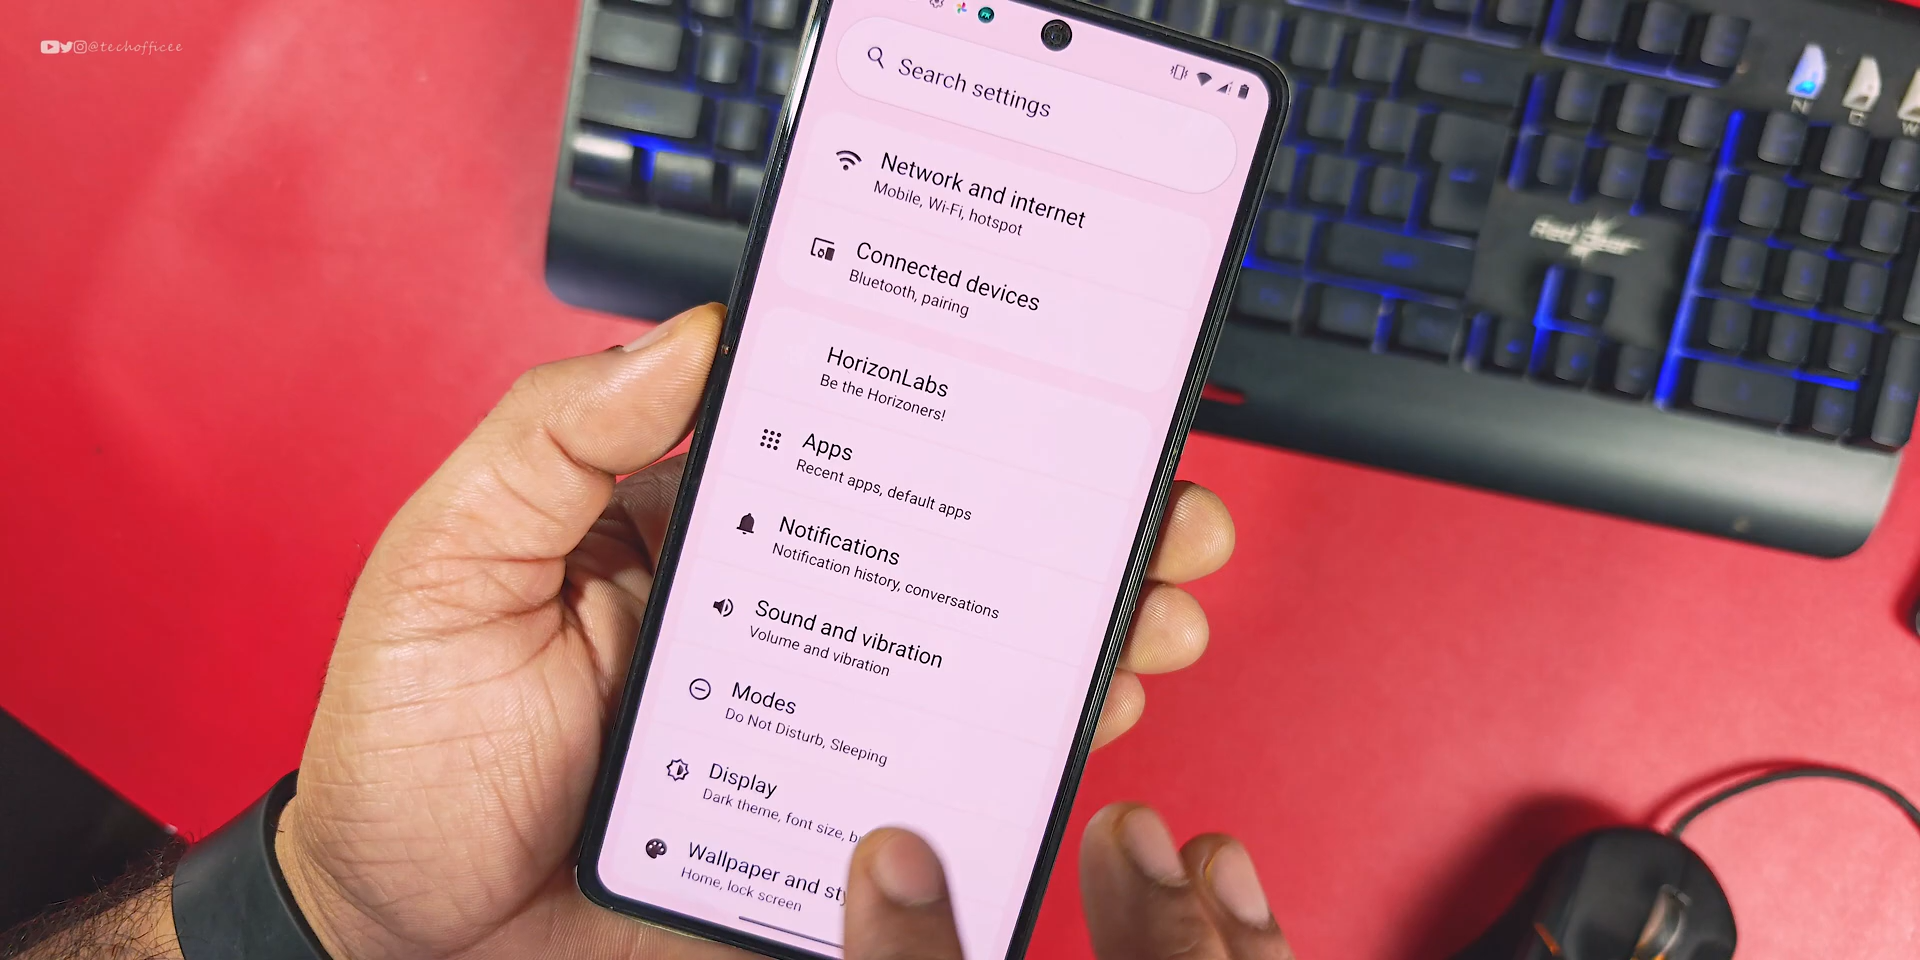 @techofficee
Search settings
Network and internet
Mobile, Wi-Fi, hotspot
Connected devices
Bluetooth, pairing
HorizonLabs
Be the Horizoners!
Apps
Recent apps, default apps
Notifications
Notification history, conversations
Sound and vibration
Volume and vibration
Modes
Do Not Disturb, Sleeping
Display
Dark theme, font size,
Wallpaper and
Home, lock screen
N
C
W